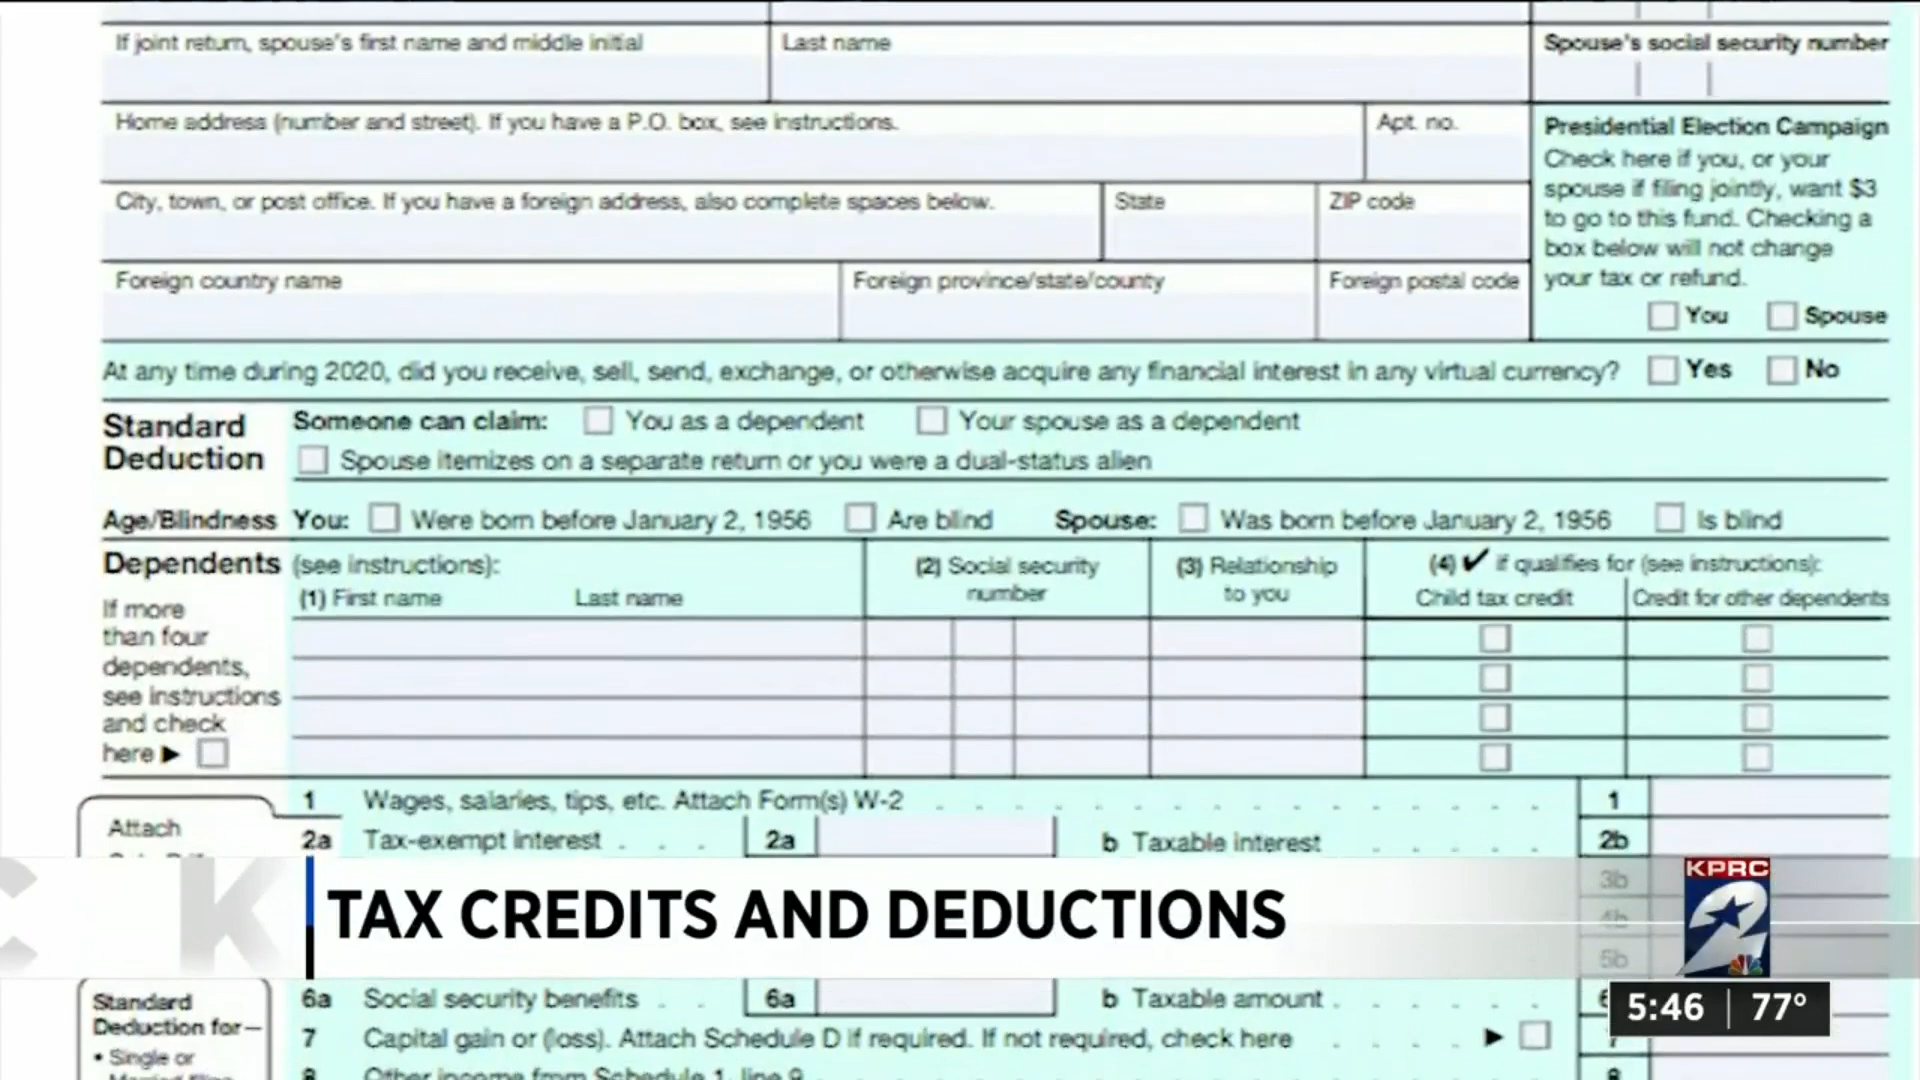 If joint return, spouse's first name and middle initial
Last name
Spouse's social security number
Home address (number and street). If you have a P.O. box, see instructions.
Apt. no.
Presidential Election Campaign
Check here if you, or your
spouse if filing jointly, want $3
to go to this fund. Checking a
box below will not change
your tax or refund.
You Spouse
City, town, or post office. If you have a foreign address, also complete spaces below.
State
ZIP code
Foreign country name
Foreign province/state/county
Foreign postal code
At any time during 2020, did you receive, sell, send, exchange, or otherwise acquire any financial interest in any virtual currency? Yes No
Standard
Deduction
Someone can claim: You as a dependent Your spouse as a dependent
Spouse itemizes on a separate return or you were a dual-status alien
Age/Blindness You: Were born before January 2, 1956 Are blind Spouse: Was born before January 2, 1956 Is blind
Dependents (see instructions):
(1) First name Last name
(2) Social security
number
(3) Relationship
to you
(4) ✔ if qualifies for (see instructions):
Child tax credit Credit for other dependents
If more
than four
dependents,
see instructions
and check
here ▶
Attach
1 Wages, salaries, tips, etc. Attach Form(s) W-2 . . . . . . . . . . . . . . . . 1
2a Tax-exempt interest . . . 2a b Taxable interest . . . . . 2b
3b
4b
5b
CK
TAX CREDITS AND DEDUCTIONS
KPRC
2
Standard
Deduction for—
• Single or
6a Social security benefits . . 6a b Taxable amount . . . . . . 6
7 Capital gain or (loss). Attach Schedule D if required. If not required, check here . . . . ▶ 7
8 Other income from Schedule 1, line 9 8
5:46 77°